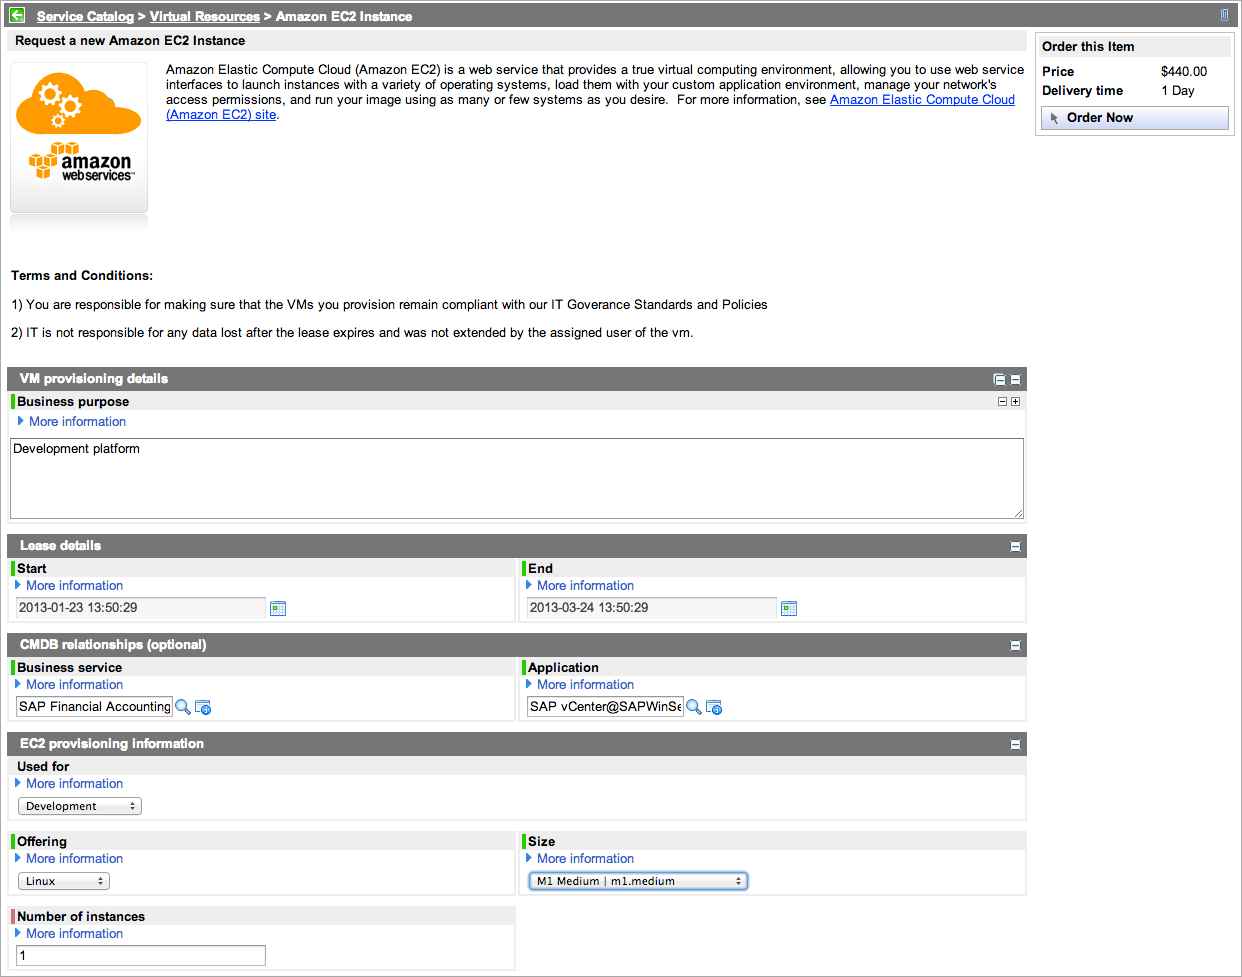 Service Catalog > Virtual Resources > Amazon EC2 Instance
Request a new Amazon EC2 Instance
Amazon Elastic Compute Cloud (Amazon EC2) is a web service that provides a true virtual computing environment, allowing you to use web service
interfaces to launch instances with a variety of operating systems, load them with your custom application environment, manage your network's
access permissions, and run your image using as many or few systems as you desire.  For more information, see Amazon Elastic Compute Cloud
(Amazon EC2) site.
amazon
webservices™
Order this Item
Price $440.00
Delivery time 1 Day
Order Now
Terms and Conditions:
1) You are responsible for making sure that the VMs you provision remain compliant with our IT Goverance Standards and Policies
2) IT is not responsible for any data lost after the lease expires and was not extended by the assigned user of the vm.
VM provisioning details
Business purpose
More information
Development platform
Lease details
Start
More information
2013-01-23 13:50:29
End
More information
2013-03-24 13:50:29
CMDB relationships (optional)
Business service
More information
SAP Financial Accounting
Application
More information
SAP vCenter@SAPWinSe
EC2 provisioning information
Used for
More information
Development
Offering
More information
Linux
Size
More information
M1 Medium | m1.medium
Number of instances
More information
1